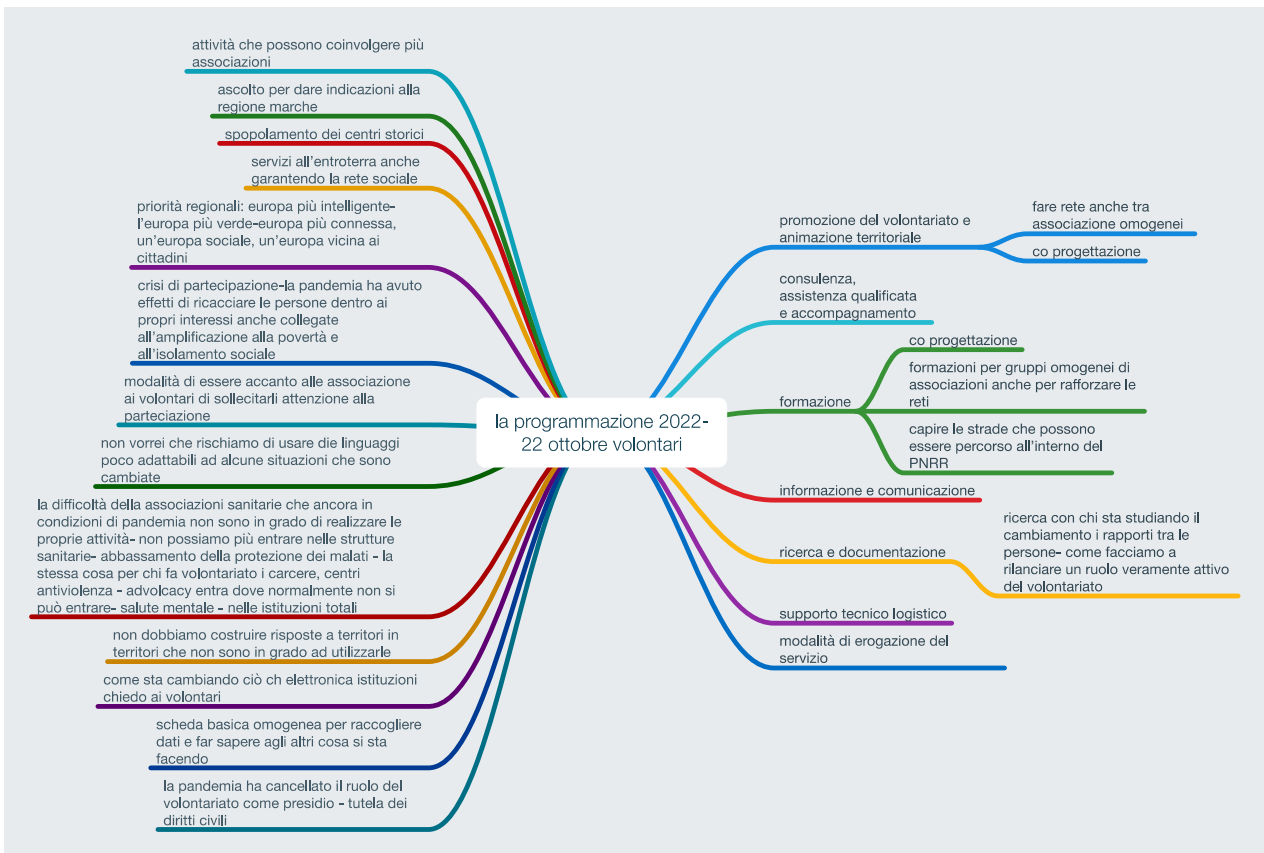 attività che possono coinvolgere più
associazioni
ascolto per dare indicazioni alla
regione marche
spopolamento dei centri storici
servizi all'entroterra anche
garantendo la rete sociale
priorità regionali: europa più intelligente-
l'europa più verde-europa più connessa,
un'europa sociale, un'europa vicina ai
cittadini
crisi di partecipazione-la pandemia ha avuto
effetti di ricacciare le persone dentro ai
propri interessi anche collegate
all'amplificazione alla povertà e
all'isolamento sociale
modalità di essere accanto alle associazione
ai volontari di sollecitarli attenzione alla
parteciazione
non vorrei che rischiamo di usare die linguaggi
poco adattabili ad alcune situazioni che sono
cambiate
la difficoltà della associazioni sanitarie che ancora in
condizioni di pandemia non sono in grado di realizzare le
proprie attività- non possiamo più entrare nelle strutture
sanitarie- abbassamento della protezione dei malati - la
stessa cosa per chi fa volontariato i carcere, centri
antiviolenza - advolcacy entra dove normalmente non si
può entrare- salute mentale - nelle istituzioni totali
non dobbiamo costruire risposte a territori in
territori che non sono in grado ad utilizzarle
come sta cambiando ciò ch elettronica istituzioni
chiedo ai volontari
scheda basica omogenea per raccogliere
dati e far sapere agli altri cosa si sta
facendo
la pandemia ha cancellato il ruolo del
volontariato come presidio - tutela dei
diritti civili
la programmazione 2022-
22 ottobre volontari
promozione del volontariato e
animazione territoriale
fare rete anche tra
associazione omogenei
co progettazione
consulenza,
assistenza qualificata
e accompagnamento
formazione
co progettazione
formazioni per gruppi omogenei di
associazioni anche per rafforzare le
reti
capire le strade che possono
essere percorso all'interno del
PNRR
informazione e comunicazione
ricerca e documentazione
ricerca con chi sta studiando il
cambiamento i rapporti tra le
persone- come facciamo a
rilanciare un ruolo veramente attivo
del volontariato
supporto tecnico logistico
modalità di erogazione del
servizio